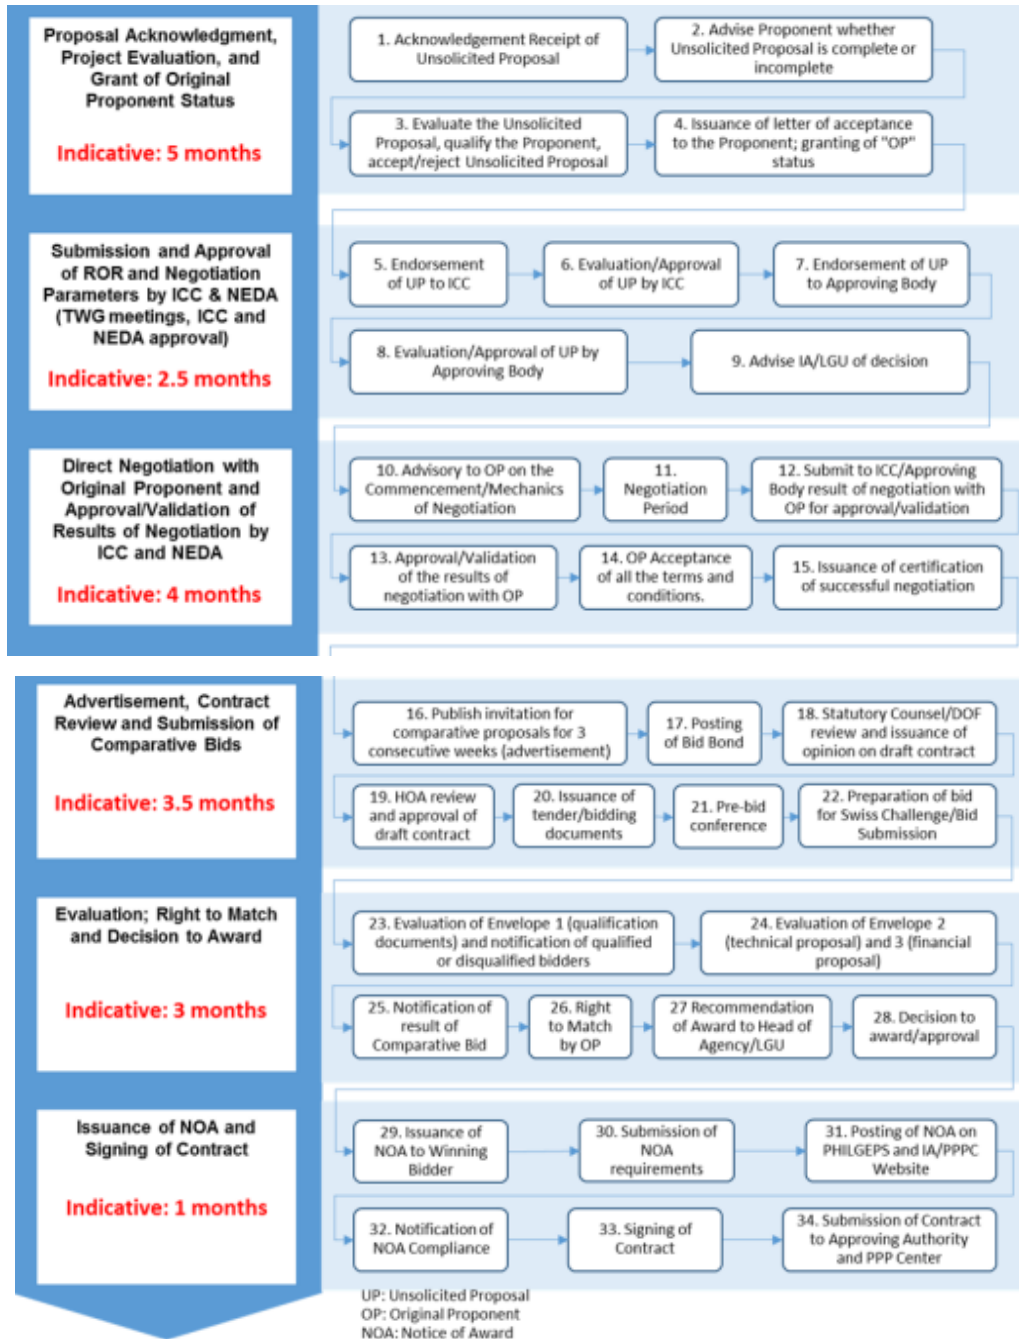 Proposal Acknowledgment,
Project Evaluation, and
Grant of Original
Proponent Status
Indicative: 5 months
1. Acknowledgement Receipt of
Unsolicited Proposal
2. Advise Proponent whether
Unsolicited Proposal is complete or
incomplete
3. Evaluate the Unsolicited
Proposal, qualify the Proponent,
accept/reject Unsolicited Proposal
4. Issuance of letter of acceptance
to the Proponent; granting of "OP"
status
Submission and Approval
of ROR and Negotiation
Parameters by ICC & NEDA
(TWG meetings, ICC and
NEDA approval)
Indicative: 2.5 months
5. Endorsement
of UP to ICC
6. Evaluation/Approval
of UP by ICC
7. Endorsement of UP
to Approving Body
8. Evaluation/Approval of UP by
Approving Body
9. Advise IA/LGU of decision
Direct Negotiation with
Original Proponent and
Approval/Validation of
Results of Negotiation by
ICC and NEDA
Indicative: 4 months
10. Advisory to OP on the
Commencement/Mechanics
of Negotiation
11.
Negotiation
Period
12. Submit to ICC/Approving
Body result of negotiation with
OP for approval/validation
13. Approval/Validation
of the results of
negotiation with OP
14. OP Acceptance
of all the terms and
conditions.
15. Issuance of certification
of successful negotiation
Advertisement, Contract
Review and Submission of
Comparative Bids
Indicative: 3.5 months
16. Publish invitation for
comparative proposals for 3
consecutive weeks (advertisement)
17. Posting
of Bid Bond
18. Statutory Counsel/DOF
review and issuance of
opinion on draft contract
19. HOA review
and approval of
draft contract
20. Issuance of
tender/bidding
documents
21. Pre-bid
conference
22. Preparation of bid
for Swiss Challenge/Bid
Submission
Evaluation; Right to Match
and Decision to Award
Indicative: 3 months
23. Evaluation of Envelope 1 (qualification
documents) and notification of qualified
or disqualified bidders
24. Evaluation of Envelope 2
(technical proposal) and 3 (financial
proposal)
25. Notification of
result of
Comparative Bid
26. Right
to Match
by OP
27 Recommendation
of Award to Head of
Agency/LGU
28. Decision to
award/approval
Issuance of NOA and
Signing of Contract
Indicative: 1 months
29. Issuance of
NOA to Winning
Bidder
30. Submission of
NOA
requirements
31. Posting of NOA on
PHILGEPS and IA/PPPC
Website
32. Notification of
NOA Compliance
33. Signing of
Contract
34. Submission of Contract
to Approving Authority
and PPP Center
UP: Unsolicited Proposal
OP: Original Proponent
NOA: Notice of Award